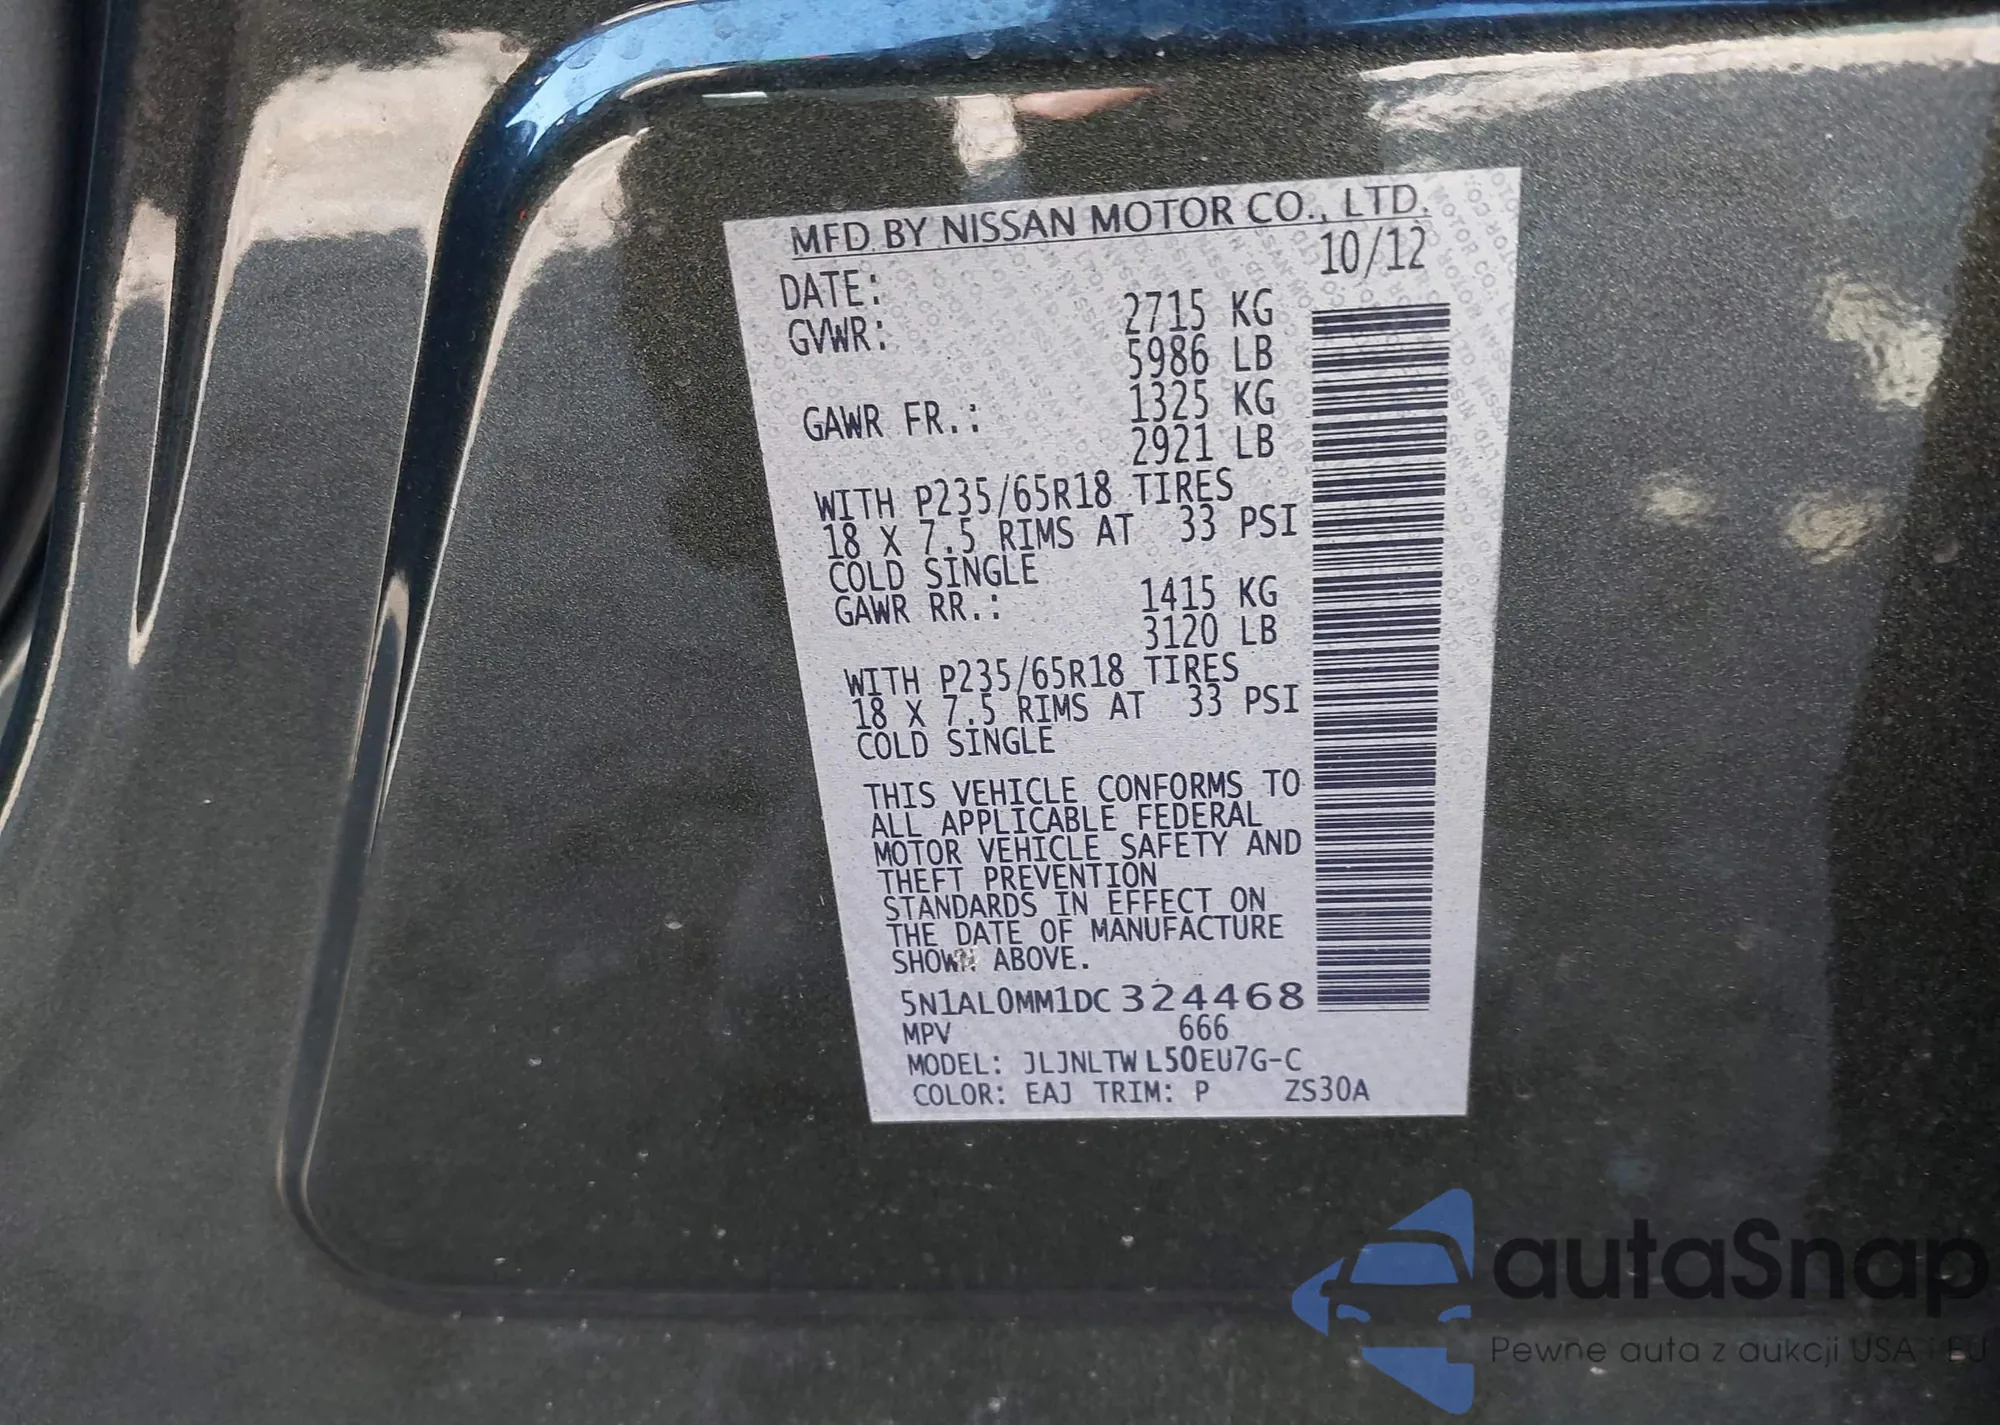 MFD BY NISSAN MOTOR CO., LTD.
DATE: 10/12
GVWR: 2715 KG
5986 LB
GAWR FR.: 1325 KG
2921 LB
WITH P235/65R18 TIRES
18 X 7.5 RIMS AT 33 PSI
COLD SINGLE
GAWR RR.: 1415 KG
3120 LB
WITH P235/65R18 TIRES
18 X 7.5 RIMS AT 33 PSI
COLD SINGLE
THIS VEHICLE CONFORMS TO
ALL APPLICABLE FEDERAL
MOTOR VEHICLE SAFETY AND
THEFT PREVENTION
STANDARDS IN EFFECT ON
THE DATE OF MANUFACTURE
SHOWN ABOVE.
5N1AL0MM1DC324468
MPV 666
MODEL: JLJNLTW L50EU7G-C
COLOR: EAJ TRIM: P ZS30A
autaSnap
Pewne auta z aukcji USA i EU